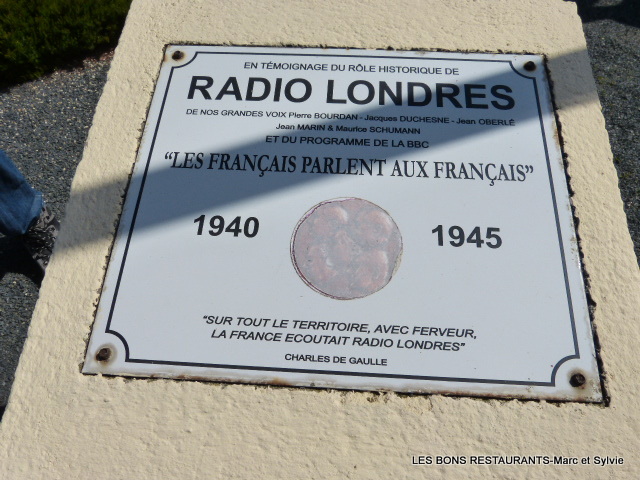 EN TÉMOIGNAGE DU RÔLE HISTORIQUE DE
RADIO LONDRES
DE NOS GRANDES VOIX Pierre BOURDAN - Jacques DUCHESNE - Jean OBERLÉ
Jean MARIN & Maurice SCHUMANN
ET DU PROGRAMME DE LA BBC
“LES FRANÇAIS PARLENT AUX FRANÇAIS”
1940 1945
“SUR TOUT LE TERRITOIRE, AVEC FERVEUR,
LA FRANCE ECOUTAIT RADIO LONDRES”
CHARLES DE GAULLE
LES BONS RESTAURANTS-Marc et Sylvie